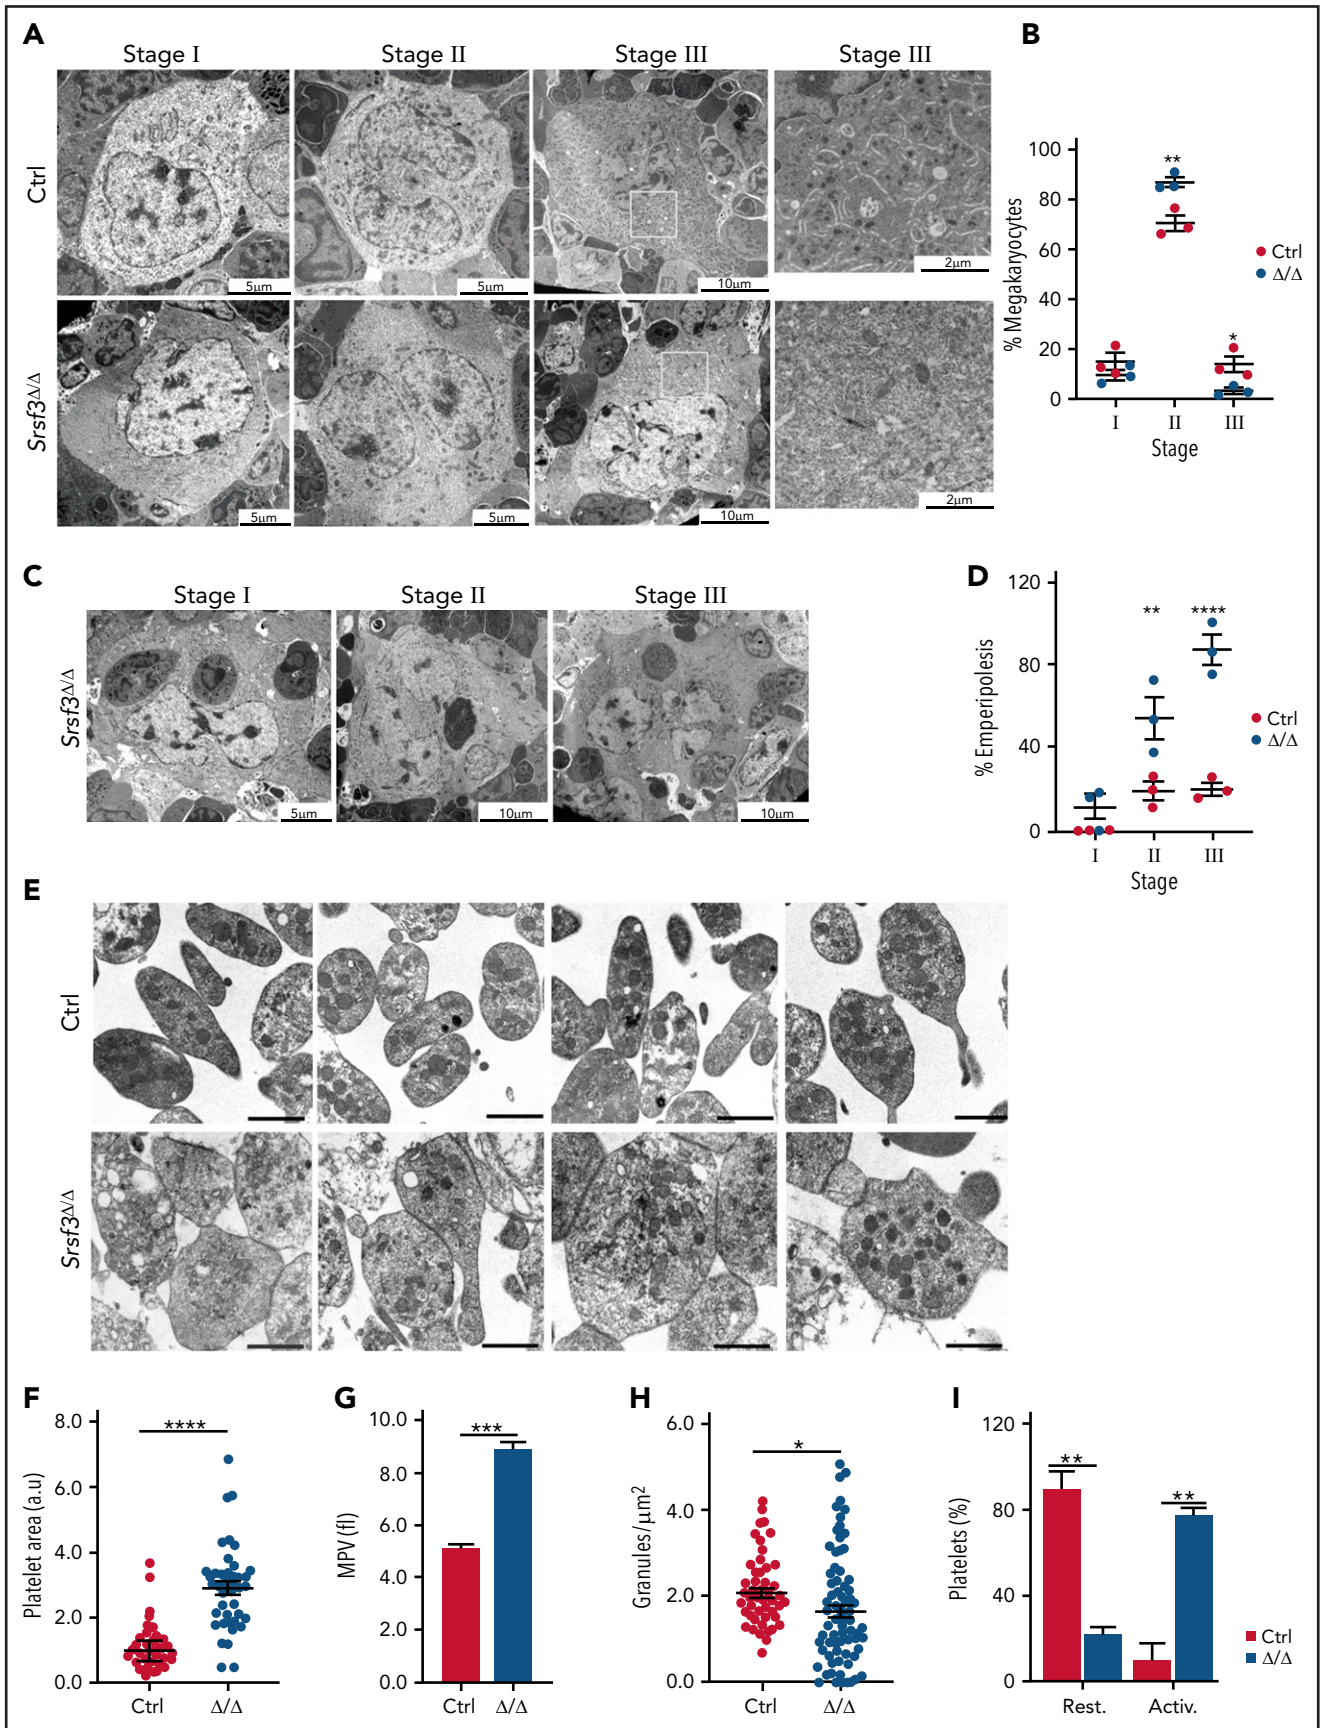 A
Stage I
Stage II
Stage III
Stage III
Ctrl
5μm
5μm
10μm
2μm
Srsf3Δ/Δ
5μm
5μm
10μm
2μm
B
% Megakaryocytes
100
80
60
40
20
0
**
*
Ctrl
Δ/Δ
I
II
III
Stage
C
Stage I
Stage II
Stage III
Srsf3Δ/Δ
5μm
10μm
10μm
D
% Emperipolesis
120
80
40
0
**
****
Ctrl
Δ/Δ
I
II
III
Stage
E
Ctrl
Srsf3Δ/Δ
F
Platelet area (a.u)
8.0
6.0
4.0
2.0
0.0
****
Ctrl
Δ/Δ
G
MPV (fl)
10.0
8.0
6.0
4.0
2.0
0.0
***
Ctrl
Δ/Δ
H
Granules/μm2
6.0
4.0
2.0
0.0
*
Ctrl
Δ/Δ
I
Platelets (%)
120
80
40
0
**
**
Rest.
Activ.
Ctrl
Δ/Δ